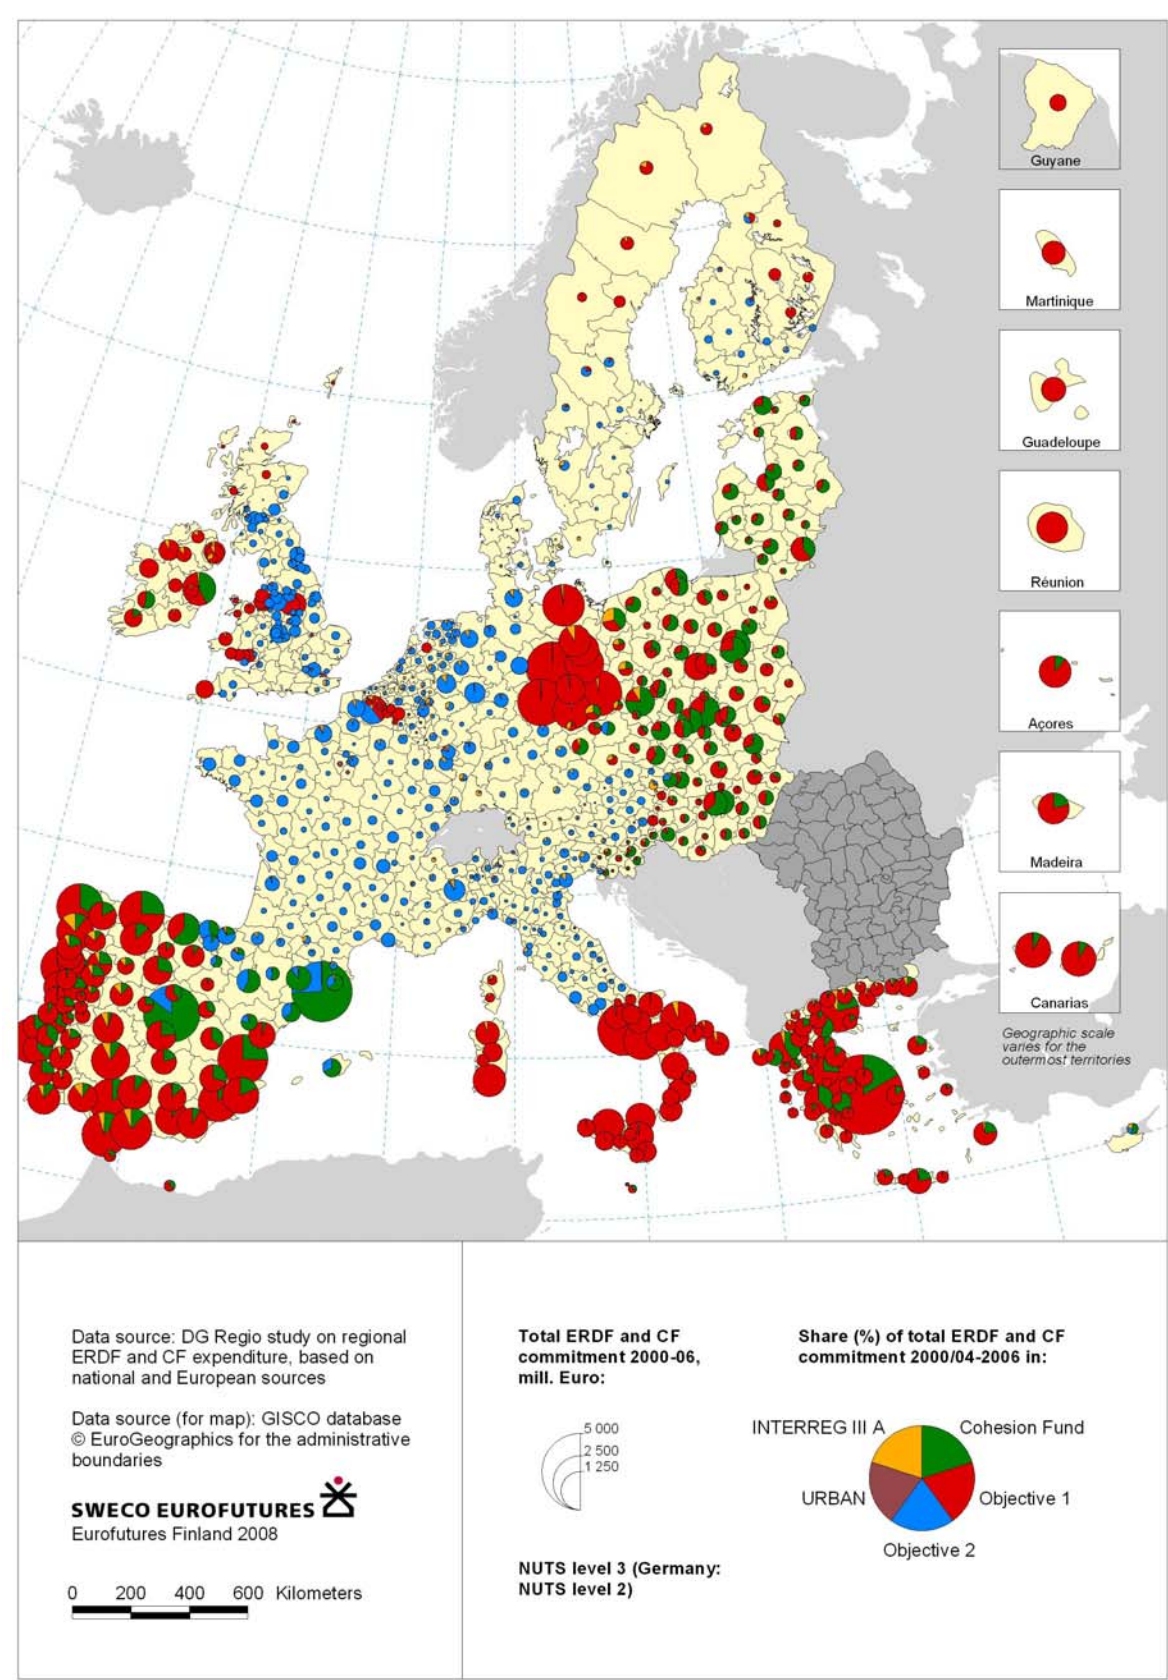 Guyane
Martinique
Guadeloupe
Réunion
Açores
Madeira
Canarias
Geographic scale
varies for the
outermost territories
Data source: DG Regio study on regional
ERDF and CF expenditure, based on
national and European sources
Data source (for map): GISCO database
© EuroGeographics for the administrative
boundaries
SWECO EUROFUTURES
Eurofutures Finland 2008
0 200 400 600 Kilometers
Total ERDF and CF
commitment 2000-06,
mill. Euro:
5 000
2 500
1 250
NUTS level 3 (Germany:
NUTS level 2)
Share (%) of total ERDF and CF
commitment 2000/04-2006 in:
INTERREG III A
Cohesion Fund
URBAN
Objective 1
Objective 2